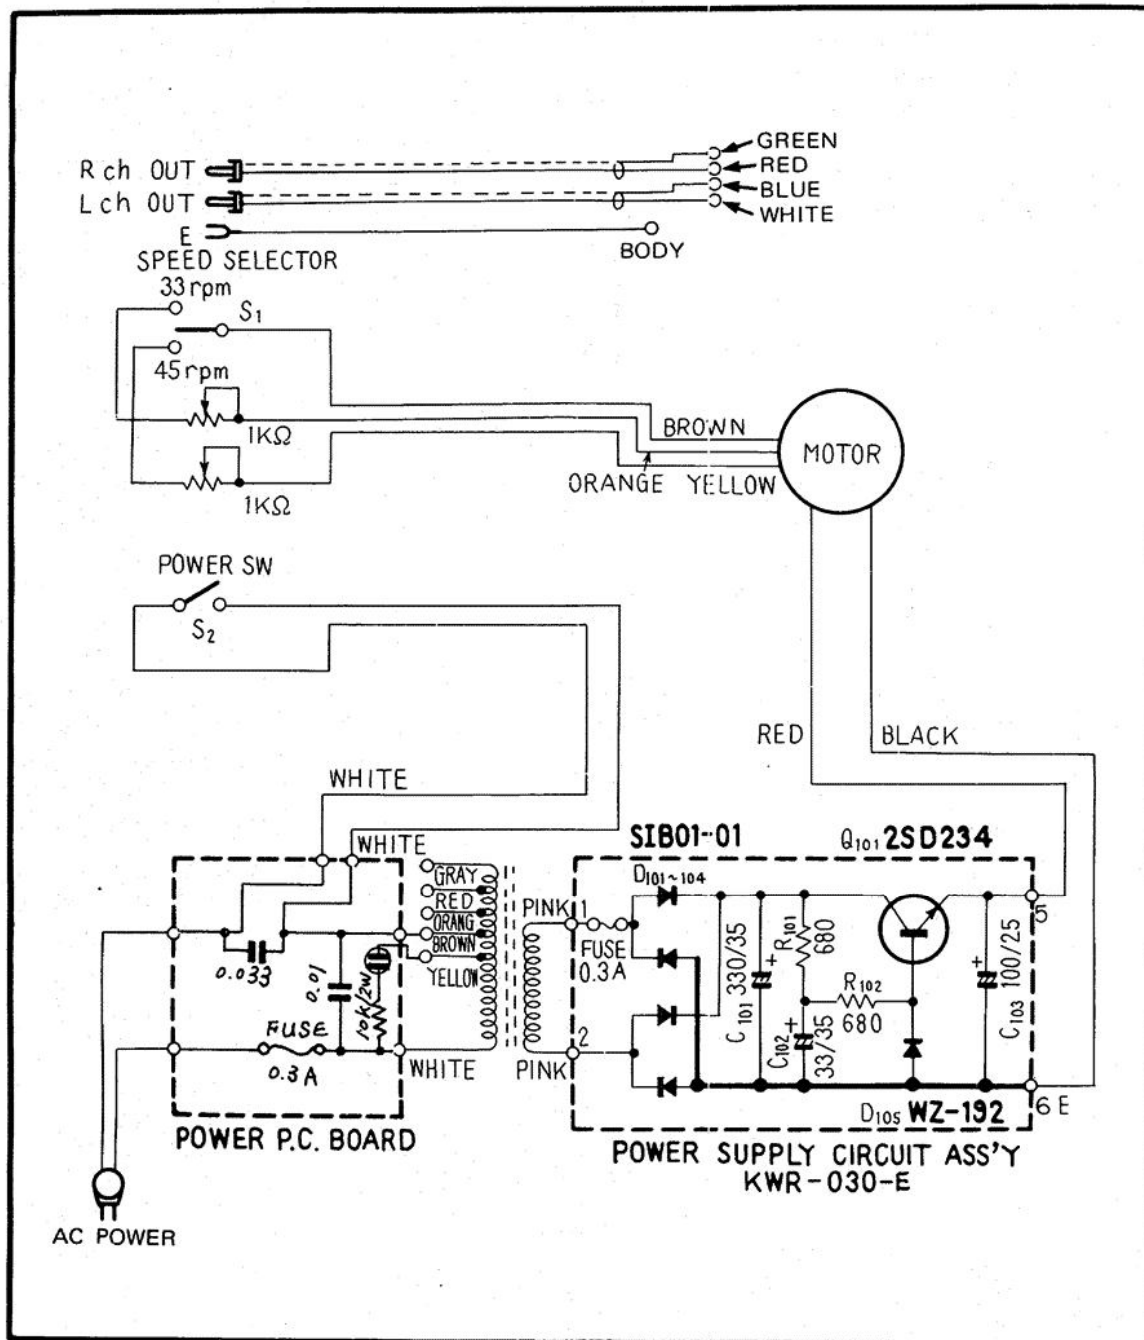 R ch OUT
L ch OUT
E
GREEN
RED
BLUE
WHITE
BODY
SPEED SELECTOR
33 rpm
S1
45 rpm
1KΩ
1KΩ
BROWN
ORANGE YELLOW
MOTOR
POWER SW
S2
RED
BLACK
WHITE
WHITE
GRAY
RED
ORANG
BROWN
YELLOW
WHITE
0.033
0.01
10k/2W
FUSE
0.3A
POWER P.C. BOARD
AC POWER
PINK
1
PINK
2
SIB01-01
D101~104
FUSE
0.3A
Q101 2SD234
C101 330/35
+
R101
680
R102
680
C102
33/35
+
C103
100/25
+
5
6 E
D105 WZ-192
POWER SUPPLY CIRCUIT ASS'Y
KWR-030-E